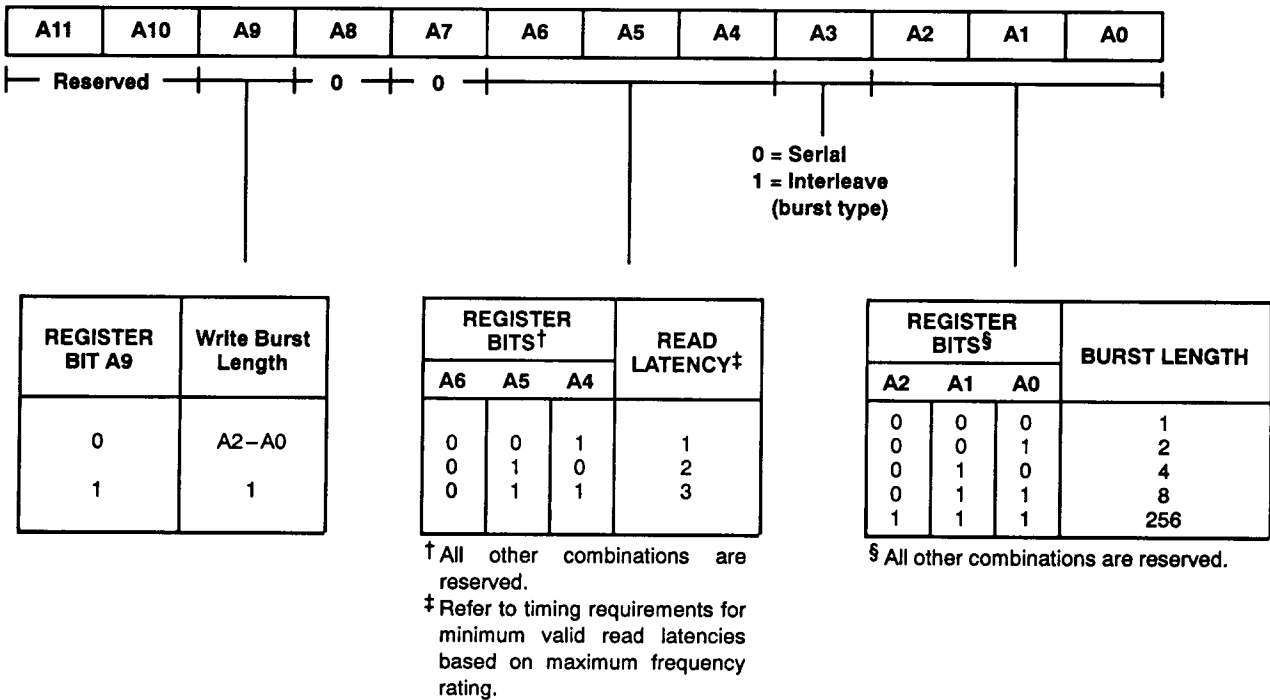 A11 A10 A9 A8 A7 A6 A5 A4 A3 A2 A1 A0
Reserved 0 0
0 = Serial
1 = Interleave
(burst type)
REGISTER BIT A9 Write Burst Length
0 A2–A0
1 1
REGISTER BITS† READ LATENCY‡
A6 A5 A4
0 0 1 1
0 1 0 2
0 1 1 3
† All other combinations are
reserved.
‡ Refer to timing requirements for
minimum valid read latencies
based on maximum frequency
rating.
REGISTER BITS§ BURST LENGTH
A2 A1 A0
0 0 0 1
0 0 1 2
0 1 0 4
0 1 1 8
1 1 1 256
§ All other combinations are reserved.